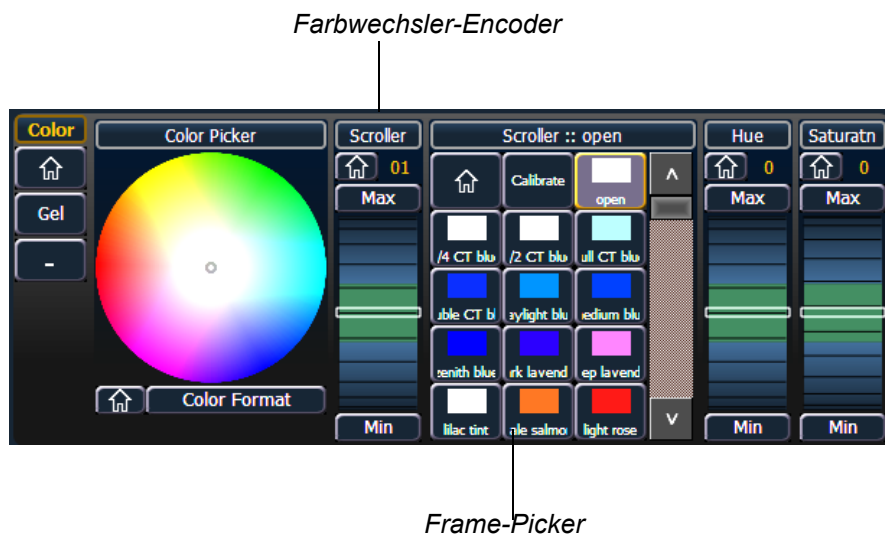 Farbwechsler-Encoder
Color
Color Picker
Scroller
Scroller :: open
Hue
Saturatn
01
0
0
Calibrate
open
Max
Max
Max
Gel
/4 CT blu
/2 CT blu
ull CT blu
-
ble CT bl
aylight blu
edium blu
zenith blue
rk lavend
ep lavend
Color Format
Min
lilac tint
ale salmo
light rose
Min
Min
Frame-Picker